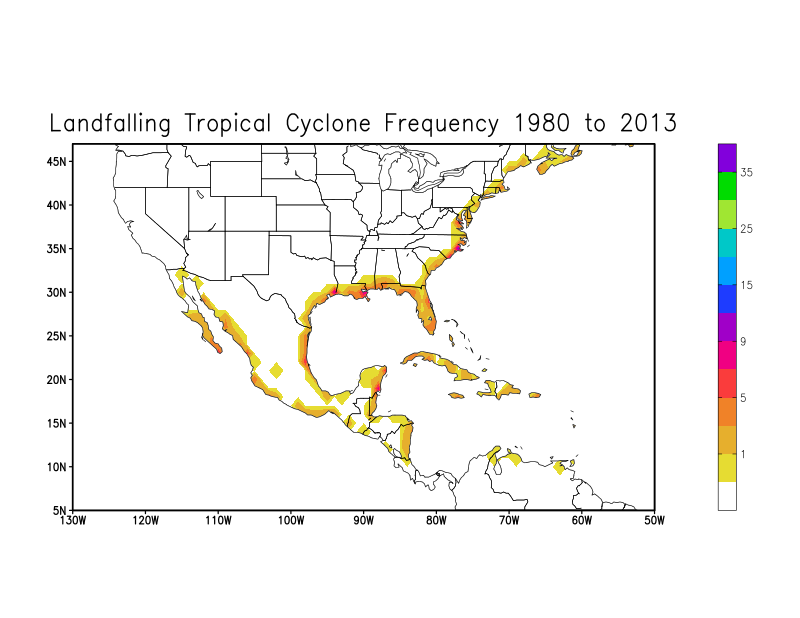 Landfalling Tropical Cyclone Frequency 1980 to 2013
45N
40N
35N
30N
25N
20N
15N
10N
5N
130W 120W 110W 100W 90W 80W 70W 60W 50W
35
25
15
9
5
1